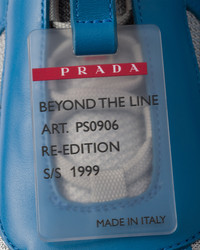 PRADA
BEYOND THE LINE
ART. PS0906
RE-EDITION
S/S 1999
MADE IN ITALY